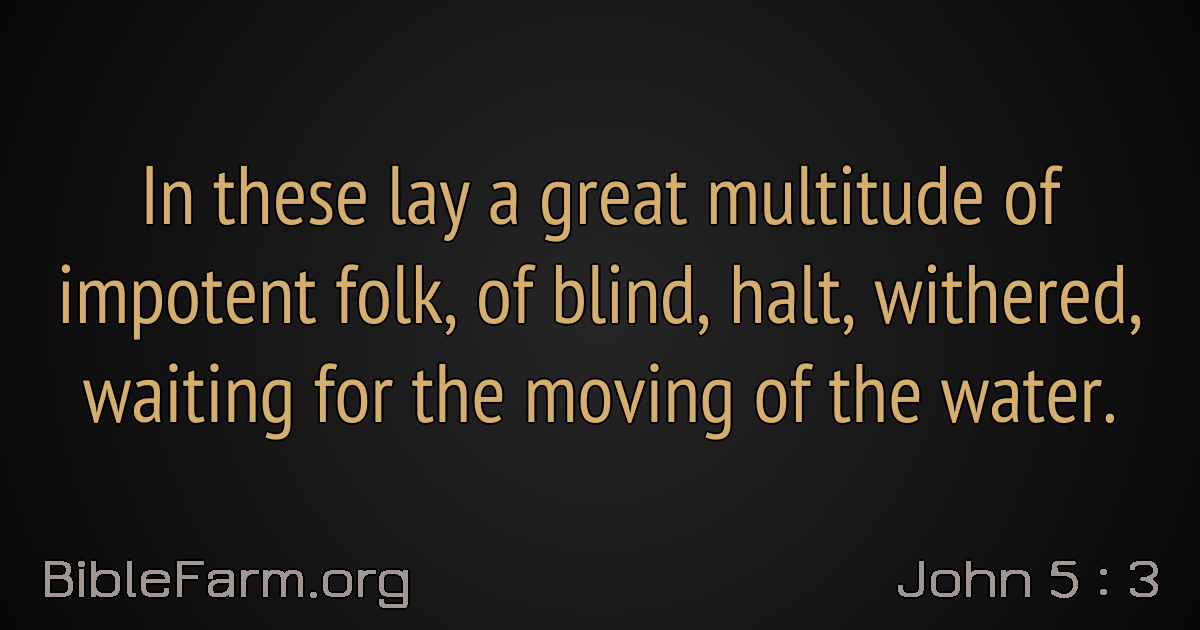 In these lay a great multitude of
impotent folk, of blind, halt, withered,
waiting for the moving of the water.
BibleFarm.org
John 5 : 3